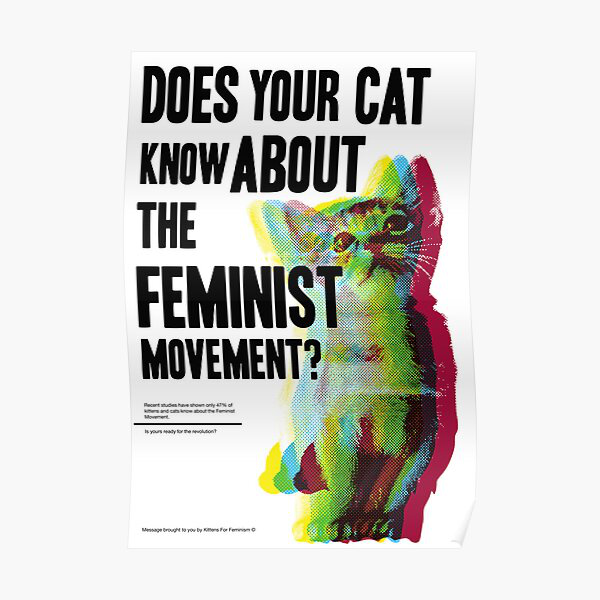 DOES YOUR CAT
KNOW ABOUT
THE
FEMINIST
MOVEMENT?
Recent studies have shown only 47% of
kittens and cats know about the Feminist
Movement.
Is yours ready for the revolution?
Message brought to you by Kittens For Feminism ©